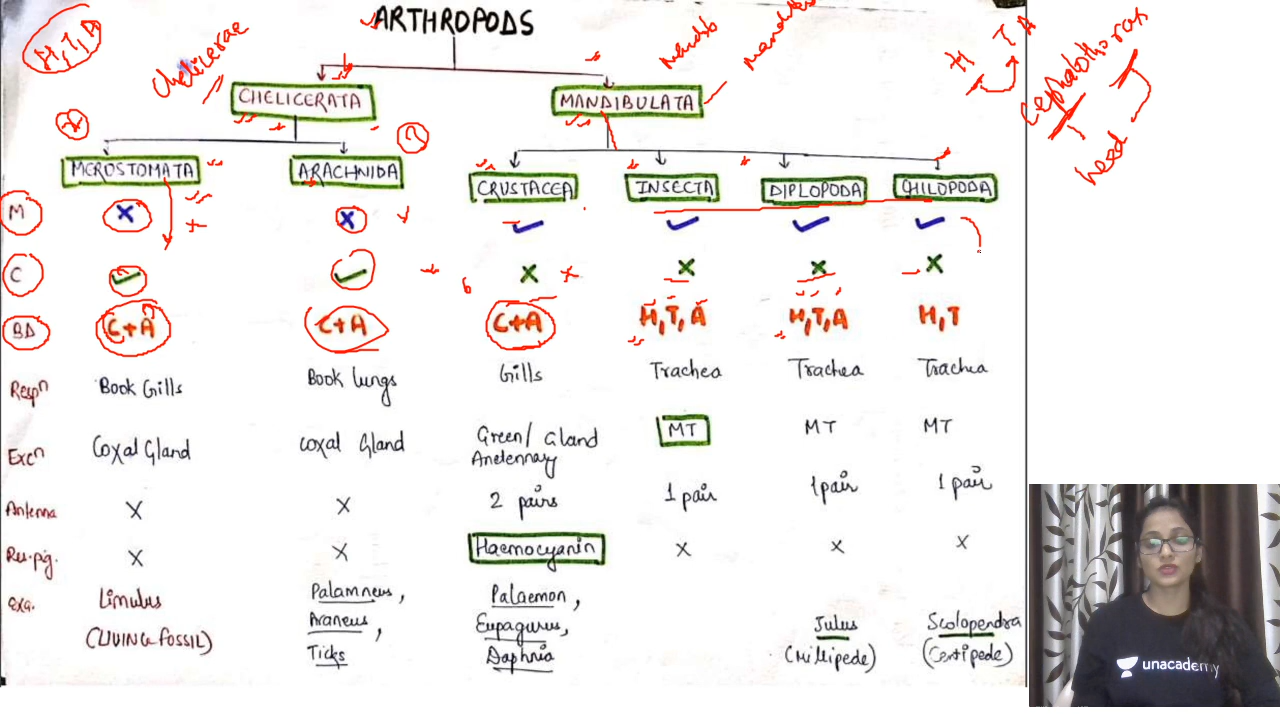 ARTHROPODS
H,T,A
Chelicerae
Mandib
H T A
Cephalothorax
head
CHELICERATA
MANDIBULATA
MEROSTOMATA
ARACHNIDA
CRUSTACEA
INSECTA
DIPLOPODA
CHILOPODA
M X X ✓ ✓ ✓ ✓
C ✓ ✓ X X X X
BD C+A C+A C+A H,T,A H,T,A H,T
Respn Book Gills Book lungs Gills Trachea Trachea Trachea
Excn Coxal Gland coxal Gland Green/ Gland MT MT MT
Antennary
Antenna X X 2 pairs 1 pair 1 pair 1 pair
Res.pig. X X Haemocyanin X X X
Exa. Limulus Palamneus, Palaemon, Julus Scolopendra
(LIVING FOSSIL) Araneus, Eupagurus, (Millipede) (Centipede)
Ticks Daphnia
unacademy